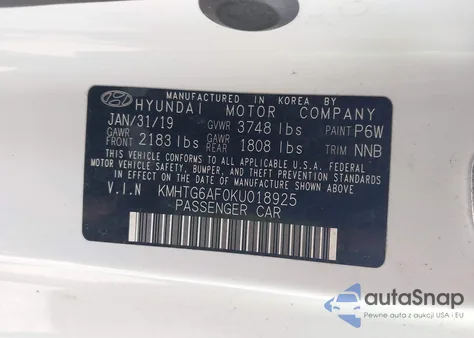 MANUFACTURED IN KOREA BY
HYUNDAI MOTOR COMPANY
JAN/31/19 GVWR 3748 lbs PAINT P6W
GAWR FRONT 2183 lbs GAWR REAR 1808 lbs TRIM NNB
THIS VEHICLE CONFORMS TO ALL APPLICABLE U.S.A. FEDERAL
MOTOR VEHICLE SAFETY, BUMPER, AND THEFT PREVENTION
STANDARDS IN EFFECT ON THE DATE OF MANUFACTURE SHOWN ABOVE.
V.I.N KMHTG6AF0KU018925
PASSENGER CAR
autoSnap
Pewne auta z aukcji USA i EU